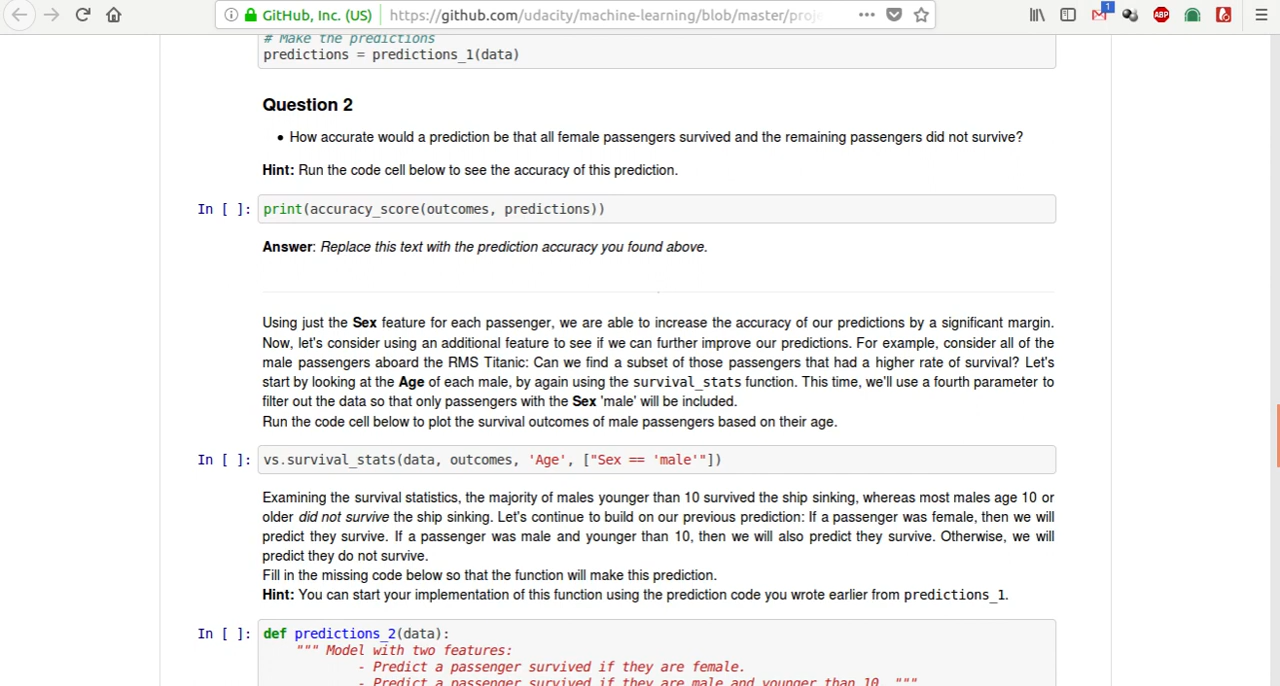 GitHub, Inc. (US) https://github.com/udacity/machine-learning/blob/master/proj
1
ABP
# Make the predictions
predictions = predictions_1(data)
Question 2
• How accurate would a prediction be that all female passengers survived and the remaining passengers did not survive?
Hint: Run the code cell below to see the accuracy of this prediction.
In [ ]: print(accuracy_score(outcomes, predictions))
Answer: Replace this text with the prediction accuracy you found above.
Using just the Sex feature for each passenger, we are able to increase the accuracy of our predictions by a significant margin.
Now, let's consider using an additional feature to see if we can further improve our predictions. For example, consider all of the
male passengers aboard the RMS Titanic: Can we find a subset of those passengers that had a higher rate of survival? Let's
start by looking at the Age of each male, by again using the survival_stats function. This time, we'll use a fourth parameter to
filter out the data so that only passengers with the Sex 'male' will be included.
Run the code cell below to plot the survival outcomes of male passengers based on their age.
In [ ]: vs.survival_stats(data, outcomes, 'Age', ["Sex == 'male'"])
Examining the survival statistics, the majority of males younger than 10 survived the ship sinking, whereas most males age 10 or
older did not survive the ship sinking. Let's continue to build on our previous prediction: If a passenger was female, then we will
predict they survive. If a passenger was male and younger than 10, then we will also predict they survive. Otherwise, we will
predict they do not survive.
Fill in the missing code below so that the function will make this prediction.
Hint: You can start your implementation of this function using the prediction code you wrote earlier from predictions_1.
In [ ]: def predictions_2(data):
""" Model with two features:
- Predict a passenger survived if they are female.
- Predict a passenger survived if they are male and younger than 10. """